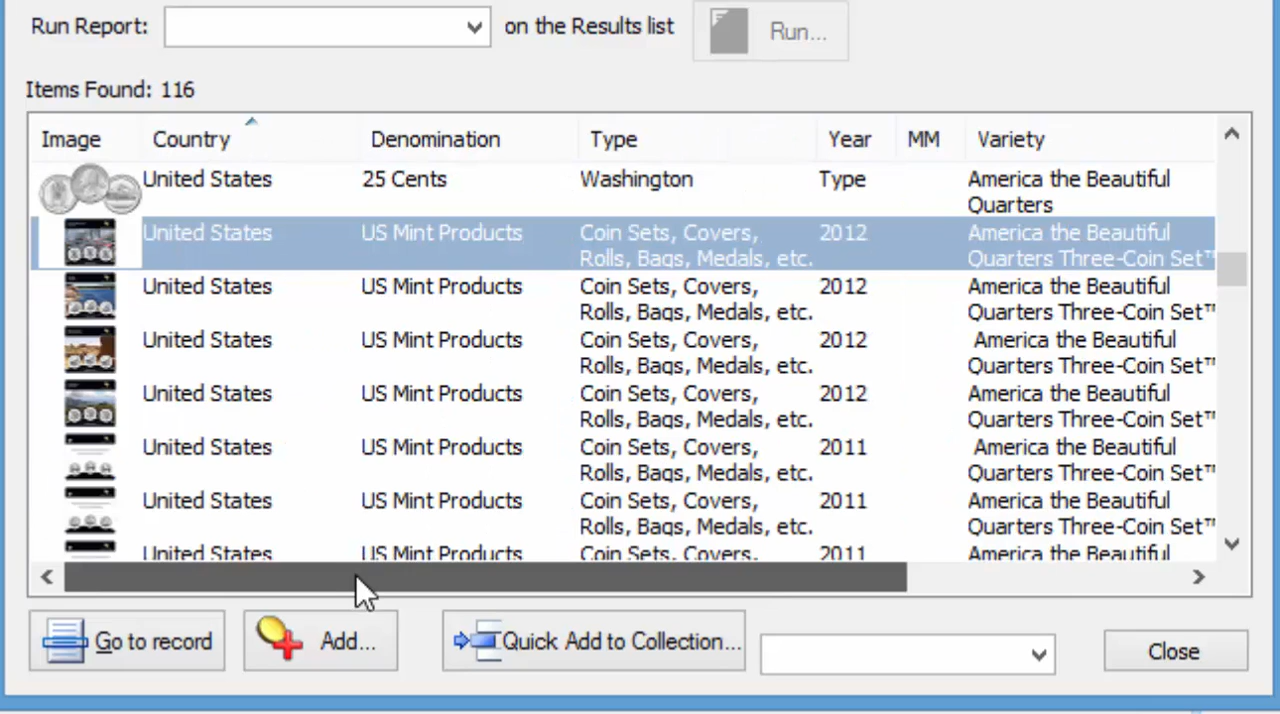 Run Report: on the Results list Run...
Items Found: 116
Image Country Denomination Type Year MM Variety
United States 25 Cents Washington Type America the Beautiful
Quarters
United States US Mint Products Coin Sets, Covers, 2012 America the Beautiful
Rolls, Bags, Medals, etc. Quarters Three-Coin Set™
United States US Mint Products Coin Sets, Covers, 2012 America the Beautiful
Rolls, Bags, Medals, etc. Quarters Three-Coin Set™
United States US Mint Products Coin Sets, Covers, 2012 America the Beautiful
Rolls, Bags, Medals, etc. Quarters Three-Coin Set™
United States US Mint Products Coin Sets, Covers, 2012 America the Beautiful
Rolls, Bags, Medals, etc. Quarters Three-Coin Set™
United States US Mint Products Coin Sets, Covers, 2011 America the Beautiful
Rolls, Bags, Medals, etc. Quarters Three-Coin Set™
United States US Mint Products Coin Sets, Covers, 2011 America the Beautiful
Rolls, Bags, Medals, etc. Quarters Three-Coin Set™
United States US Mint Products Coin Sets, Covers, 2011 America the Beautiful
Go to record Add... Quick Add to Collection... Close